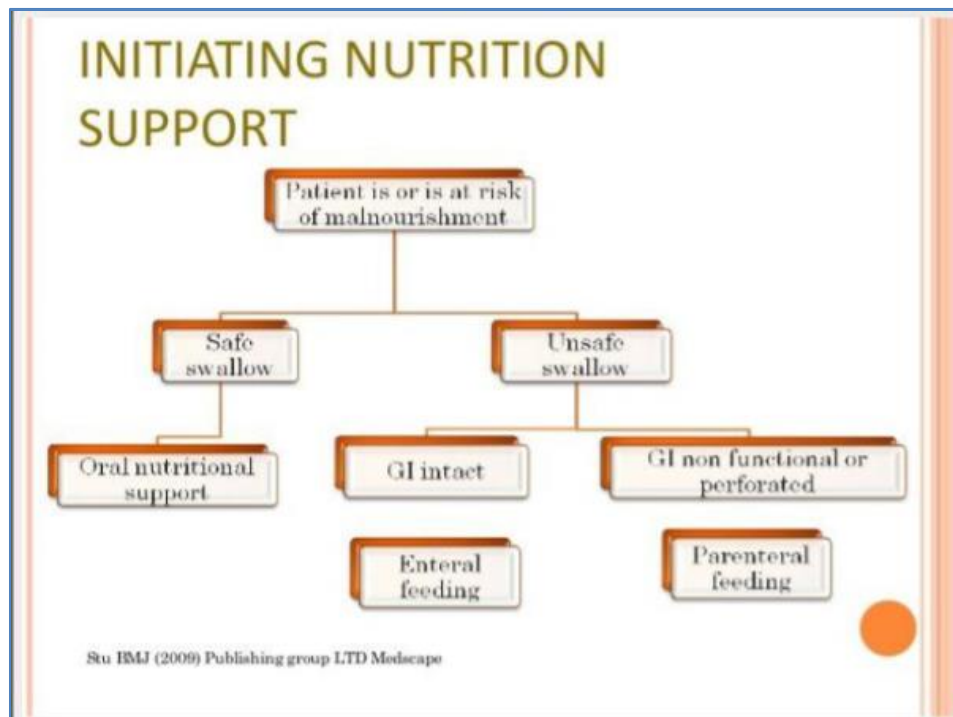 INITIATING NUTRITION
SUPPORT
Patient is or is at risk
of malnourishment
Safe
swallow
Unsafe
swallow
Oral nutritional
support
GI intact
GI non functional or
perforated
Enteral
feeding
Parenteral
feeding
Stu BMJ (2009) Publishing group LTD Medscape